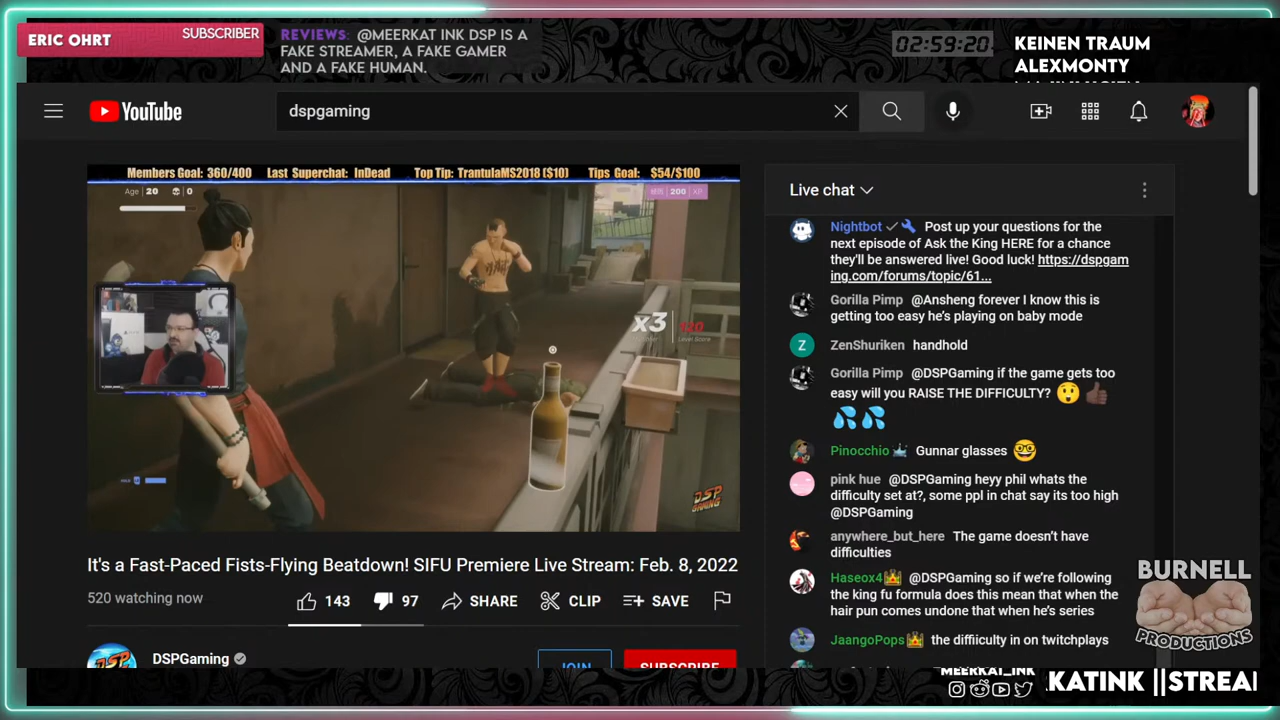 ERIC OHRT
SUBSCRIBER
REVIEWS: @MEERKAT INK DSP IS A
FAKE STREAMER, A FAKE GAMER
AND A FAKE HUMAN.
02:59:20
KEINEN TRAUM
ALEXMONTY
YouTube
dspgaming
Members Goal: 360/400 Last Superchat: InDead Top Tip: TrantulaMS2018 ($10) Tips Goal: $54/$100
Age | 20 0
200 XP
x3
Level Score
HOLD
DSP
GAMING
It's a Fast-Paced Fists-Flying Beatdown! SIFU Premiere Live Stream: Feb. 8, 2022
520 watching now
143 97 SHARE CLIP SAVE
DSPGaming
JOIN SUBSCRIBE
Live chat
Nightbot Post up your questions for the
next episode of Ask the King HERE for a chance
they'll be answered live! Good luck! https://dspgam
ing.com/forums/topic/61...
Gorilla Pimp @Ansheng forever I know this is
getting too easy he's playing on baby mode
Z ZenShuriken handhold
Gorilla Pimp @DSPGaming if the game gets too
easy will you RAISE THE DIFFICULTY?
Pinocchio Gunnar glasses
pink hue @DSPGaming heyy phil whats the
difficulty set at?, some ppl in chat say its too high
@DSPGaming
anywhere_but_here The game doesn't have
difficulties
Haseox4 @DSPGaming so if we're following
the king fu formula does this mean that when the
hair pun comes undone that when he's series
JaangoPops the difiiculty in on twitchplays
BURNELL
PRODUCTIONS
MEERKAT_INK
KATINK ||STREA